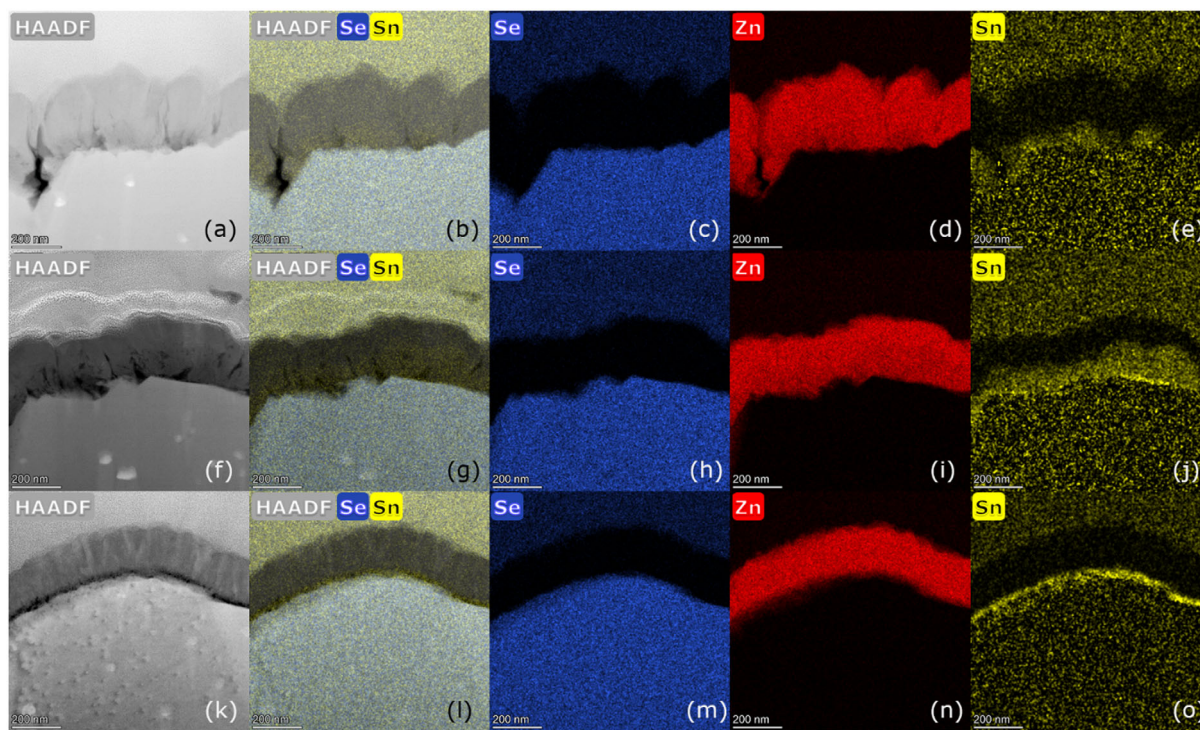 HAADF
HAADF Se Sn
Se
Zn
Sn
200 nm (a)
200 nm (b)
200 nm (c)
200 nm (d)
200 nm (e)
HAADF
HAADF Se Sn
Se
Zn
Sn
200 nm (f)
200 nm (g)
200 nm (h)
200 nm (i)
200 nm (j)
HAADF
HAADF Se Sn
Se
Zn
Sn
200 nm (k)
200 nm (l)
200 nm (m)
200 nm (n)
200 nm (o)